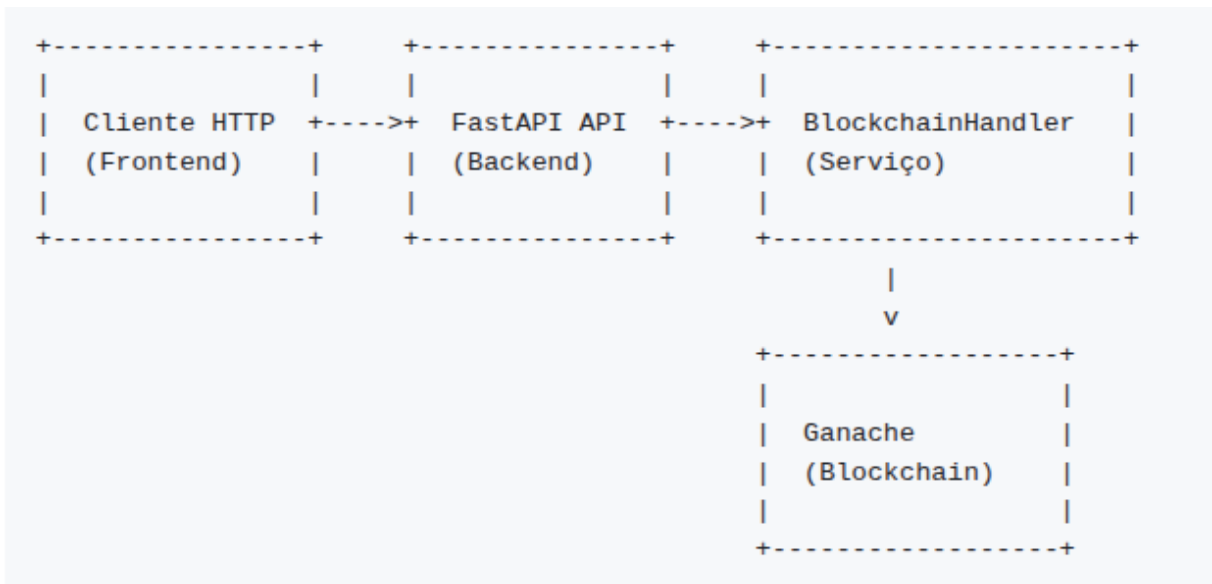 +----------------+     +---------------+     +----------------------+
|                |     |               |     |                      |
|  Cliente HTTP  +---->+  FastAPI API  +---->+  BlockchainHandler   |
|  (Frontend)    |     |  (Backend)    |     |  (Serviço)           |
|                |     |               |     |                      |
+----------------+     +---------------+     +----------------------+
                                                     |
                                                     v
                                             +------------------+
                                             |                  |
                                             |  Ganache         |
                                             |  (Blockchain)    |
                                             |                  |
                                             +------------------+